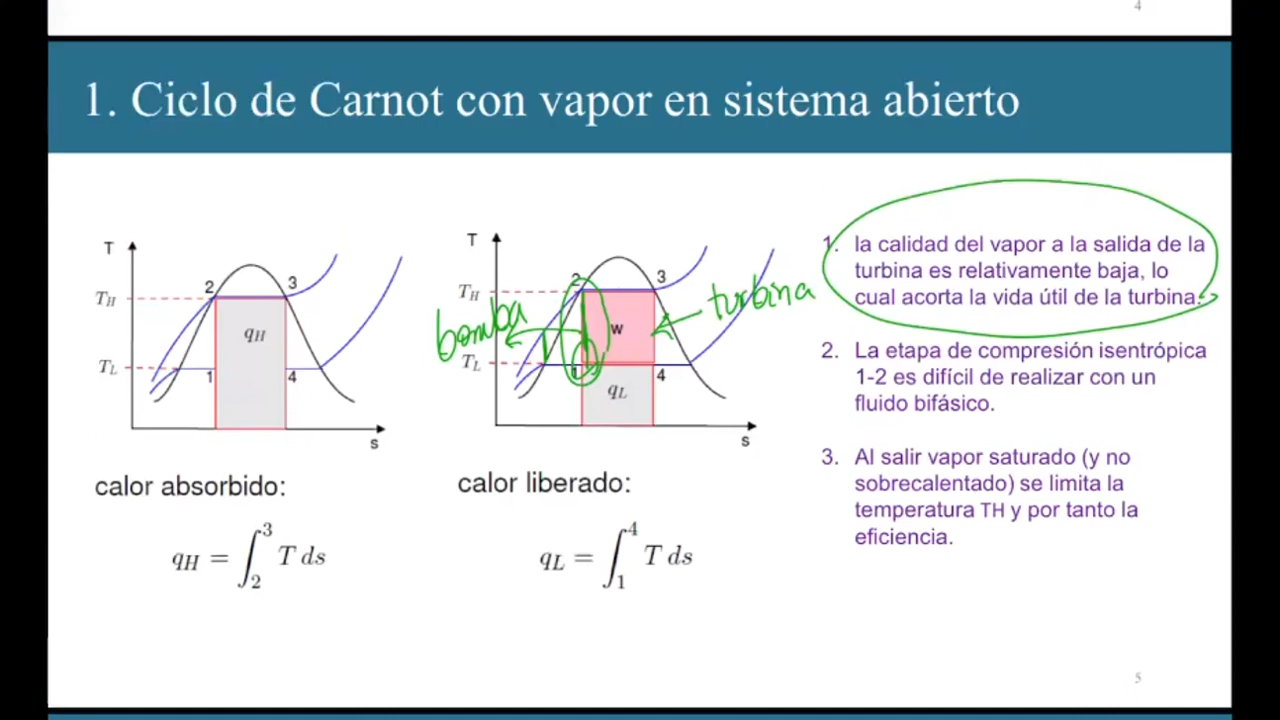 4
1. Ciclo de Carnot con vapor en sistema abierto
T
T_H
T_L
2
3
q_H
1
4
s
calor absorbido:
q_H = ∫_2^3 T ds
T
T_H
T_L
2
3
w
1
4
q_L
s
bomba
turbina
calor liberado:
q_L = ∫_1^4 T ds
1. la calidad del vapor a la salida de la
turbina es relativamente baja, lo
cual acorta la vida útil de la turbina.
2. La etapa de compresión isentrópica
1-2 es difícil de realizar con un
fluido bifásico.
3. Al salir vapor saturado (y no
sobrecalentado) se limita la
temperatura TH y por tanto la
eficiencia.
5